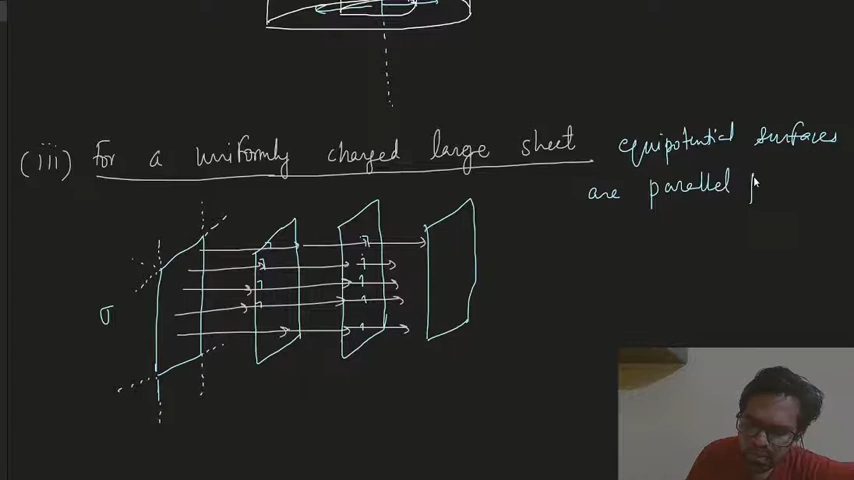 (iii) For a uniformly charged large sheet equipotential surfaces
are parallel p
σ